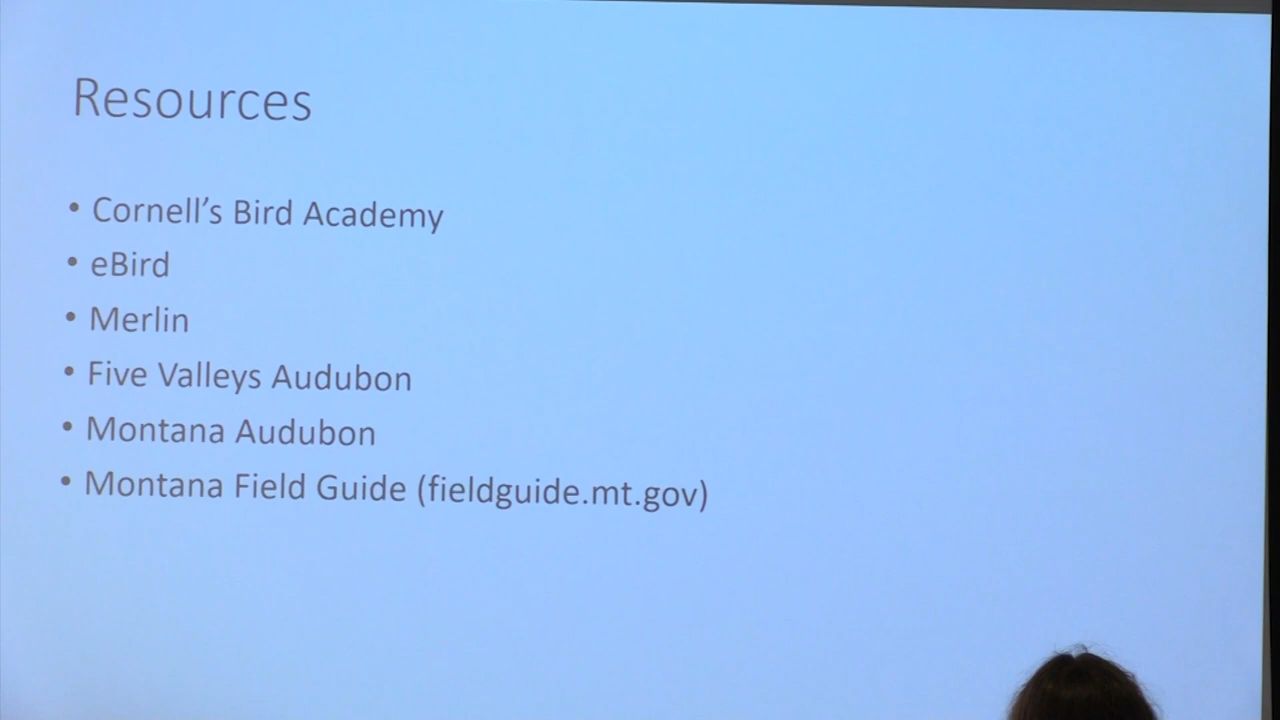 Resources
• Cornell's Bird Academy
• eBird
• Merlin
• Five Valleys Audubon
• Montana Audubon
• Montana Field Guide (fieldguide.mt.gov)